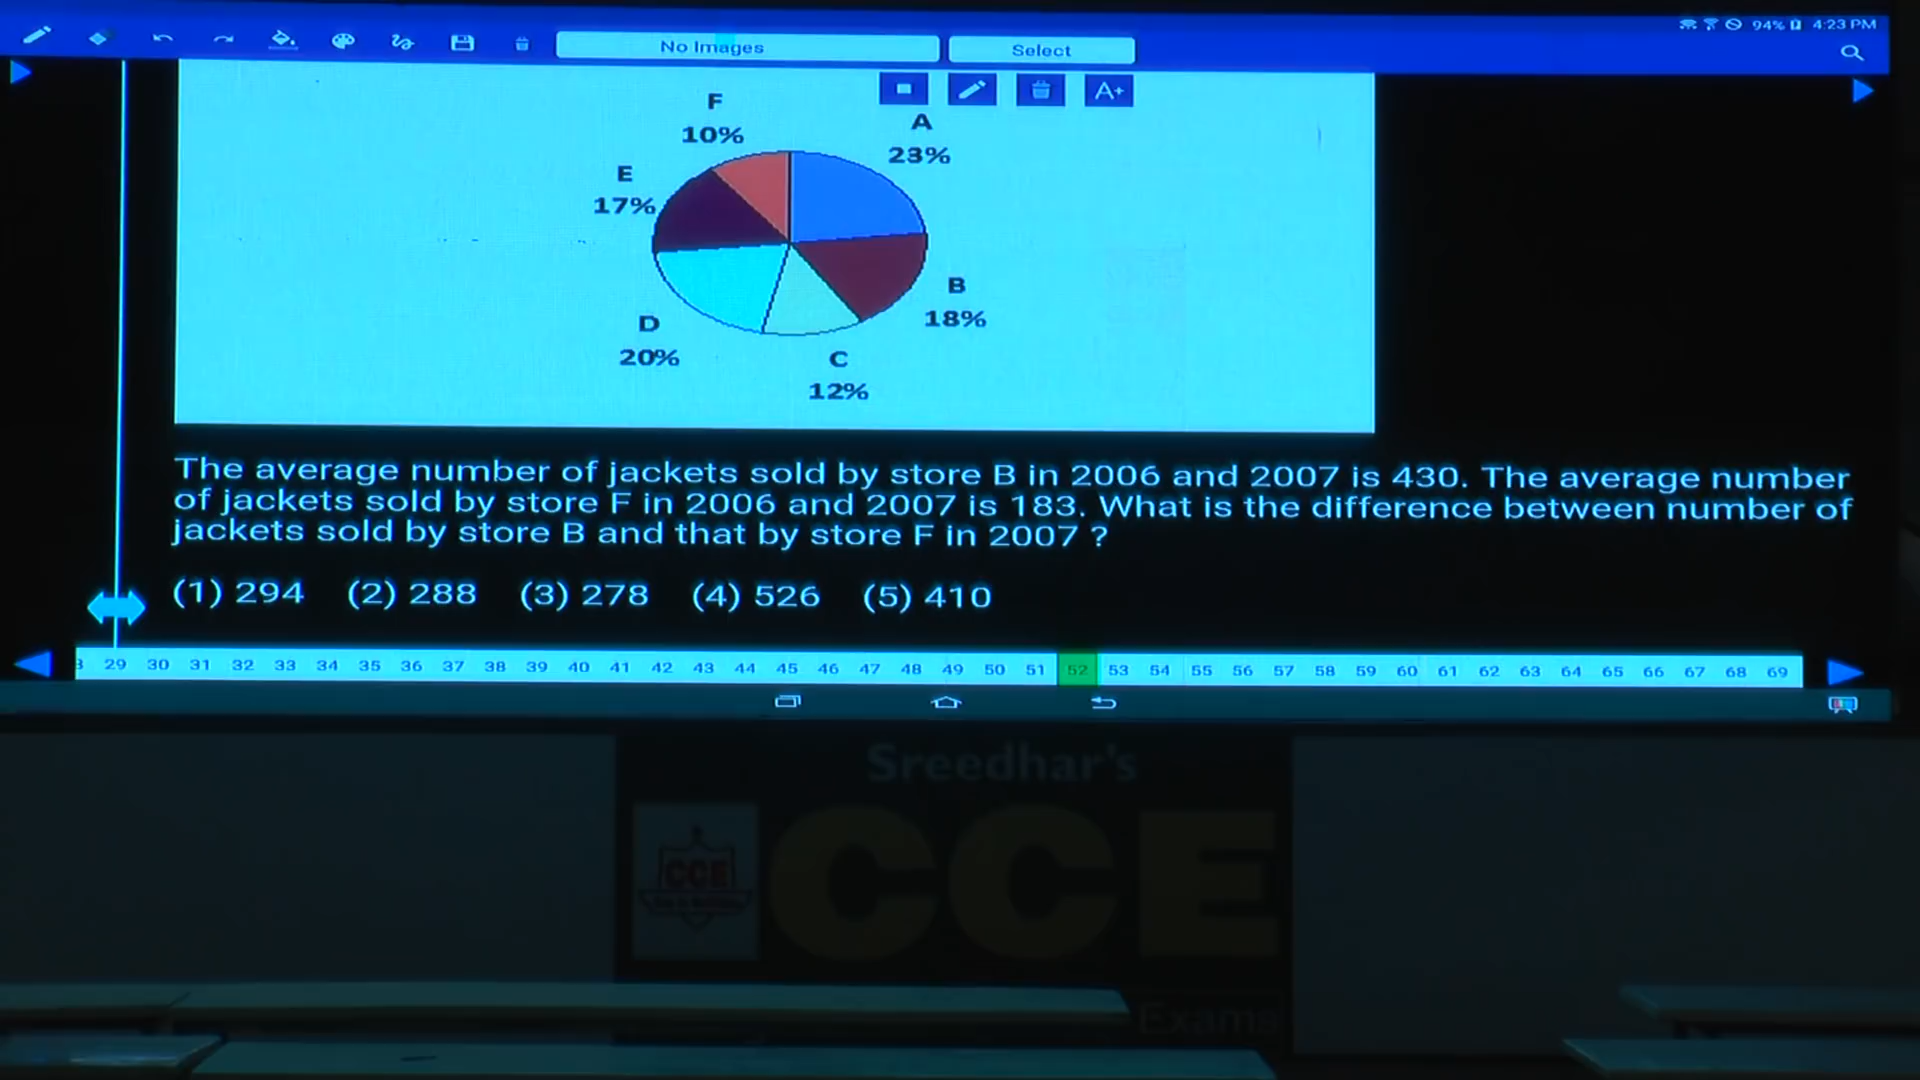 94% 4:23 PM
No Images
Select
A+
F
10%
A
23%
E
17%
B
18%
D
20%
C
12%
The average number of jackets sold by store B in 2006 and 2007 is 430. The average number
of jackets sold by store F in 2006 and 2007 is 183. What is the difference between number of
jackets sold by store B and that by store F in 2007 ?
(1) 294 (2) 288 (3) 278 (4) 526 (5) 410
29 30 31 32 33 34 35 36 37 38 39 40 41 42 43 44 45 46 47 48 49 50 51 52 53 54 55 56 57 58 59 60 61 62 63 64 65 66 67 68 69
Sreedhar's
CCE
CCE
Exams